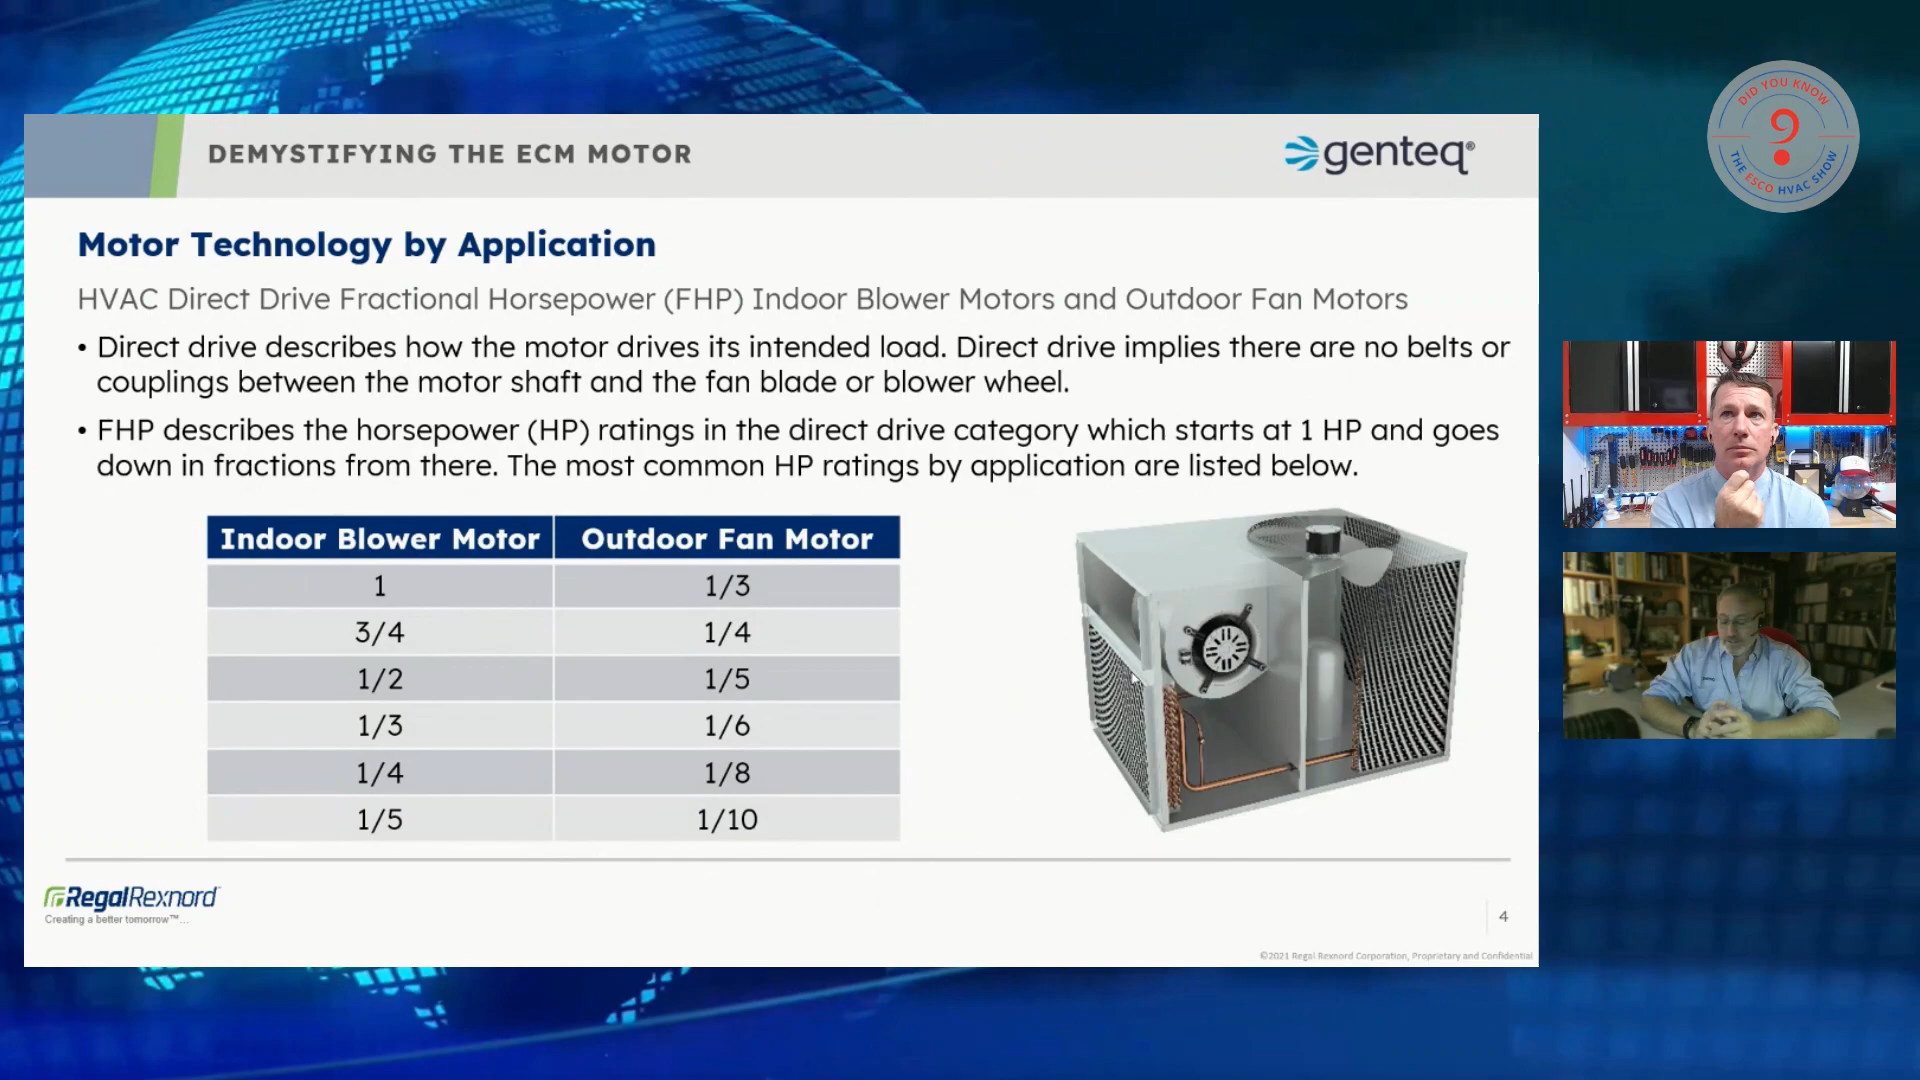 DEMYSTIFYING THE ECM MOTOR
genteq®
DID YOU KNOW
?
THE ESCO HVAC SHOW
Motor Technology by Application
HVAC Direct Drive Fractional Horsepower (FHP) Indoor Blower Motors and Outdoor Fan Motors
• Direct drive describes how the motor drives its intended load. Direct drive implies there are no belts or
couplings between the motor shaft and the fan blade or blower wheel.
• FHP describes the horsepower (HP) ratings in the direct drive category which starts at 1 HP and goes
down in fractions from there. The most common HP ratings by application are listed below.
Indoor Blower Motor Outdoor Fan Motor
1 1/3
3/4 1/4
1/2 1/5
1/3 1/6
1/4 1/8
1/5 1/10
RegalRexnord
Creating a better tomorrow™...
4
©2021 Regal Rexnord Corporation, Proprietary and Confidential